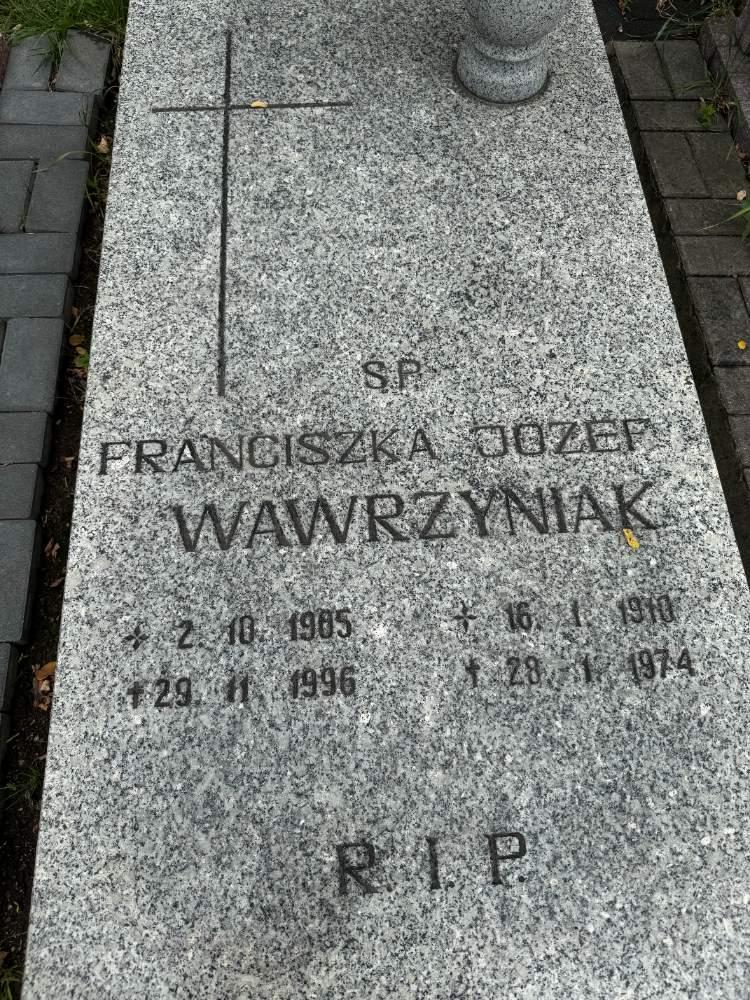 S.P.
FRANCISZKA JÓZEF
WAWRZYNIAK
2. 10. 1905 16. 1. 1910
29. 11. 1996 28. 1. 1974
R.I.P.